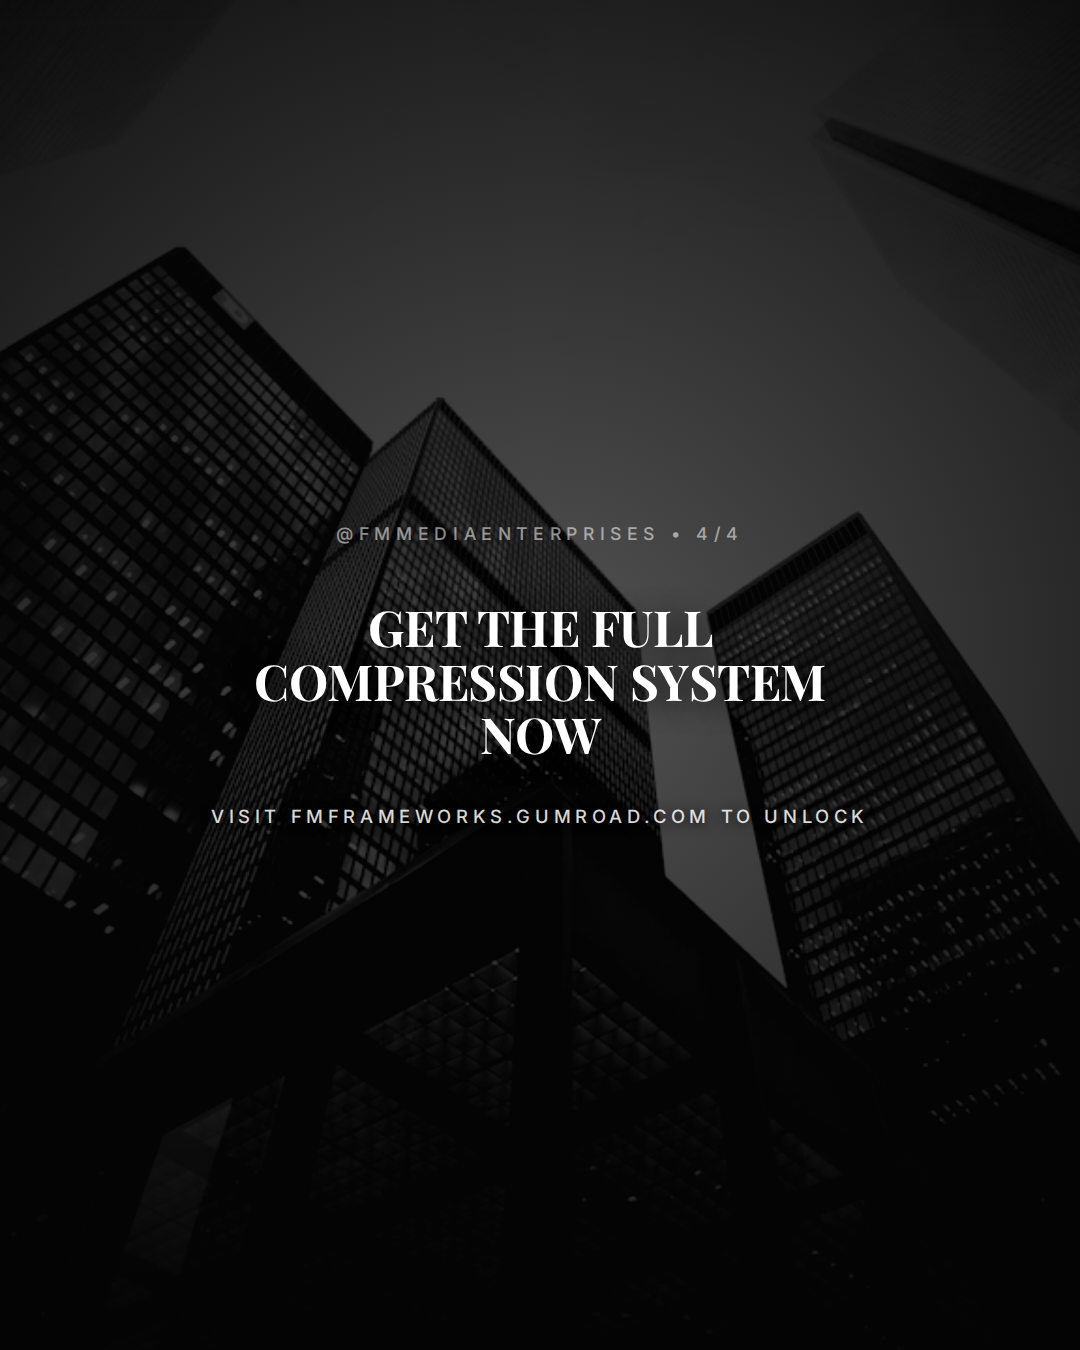 @FMMEDIAENTERPRISES • 4/4
GET THE FULL
COMPRESSION SYSTEM
NOW
VISIT FMFRAMEWORKS.GUMROAD.COM TO UNLOCK